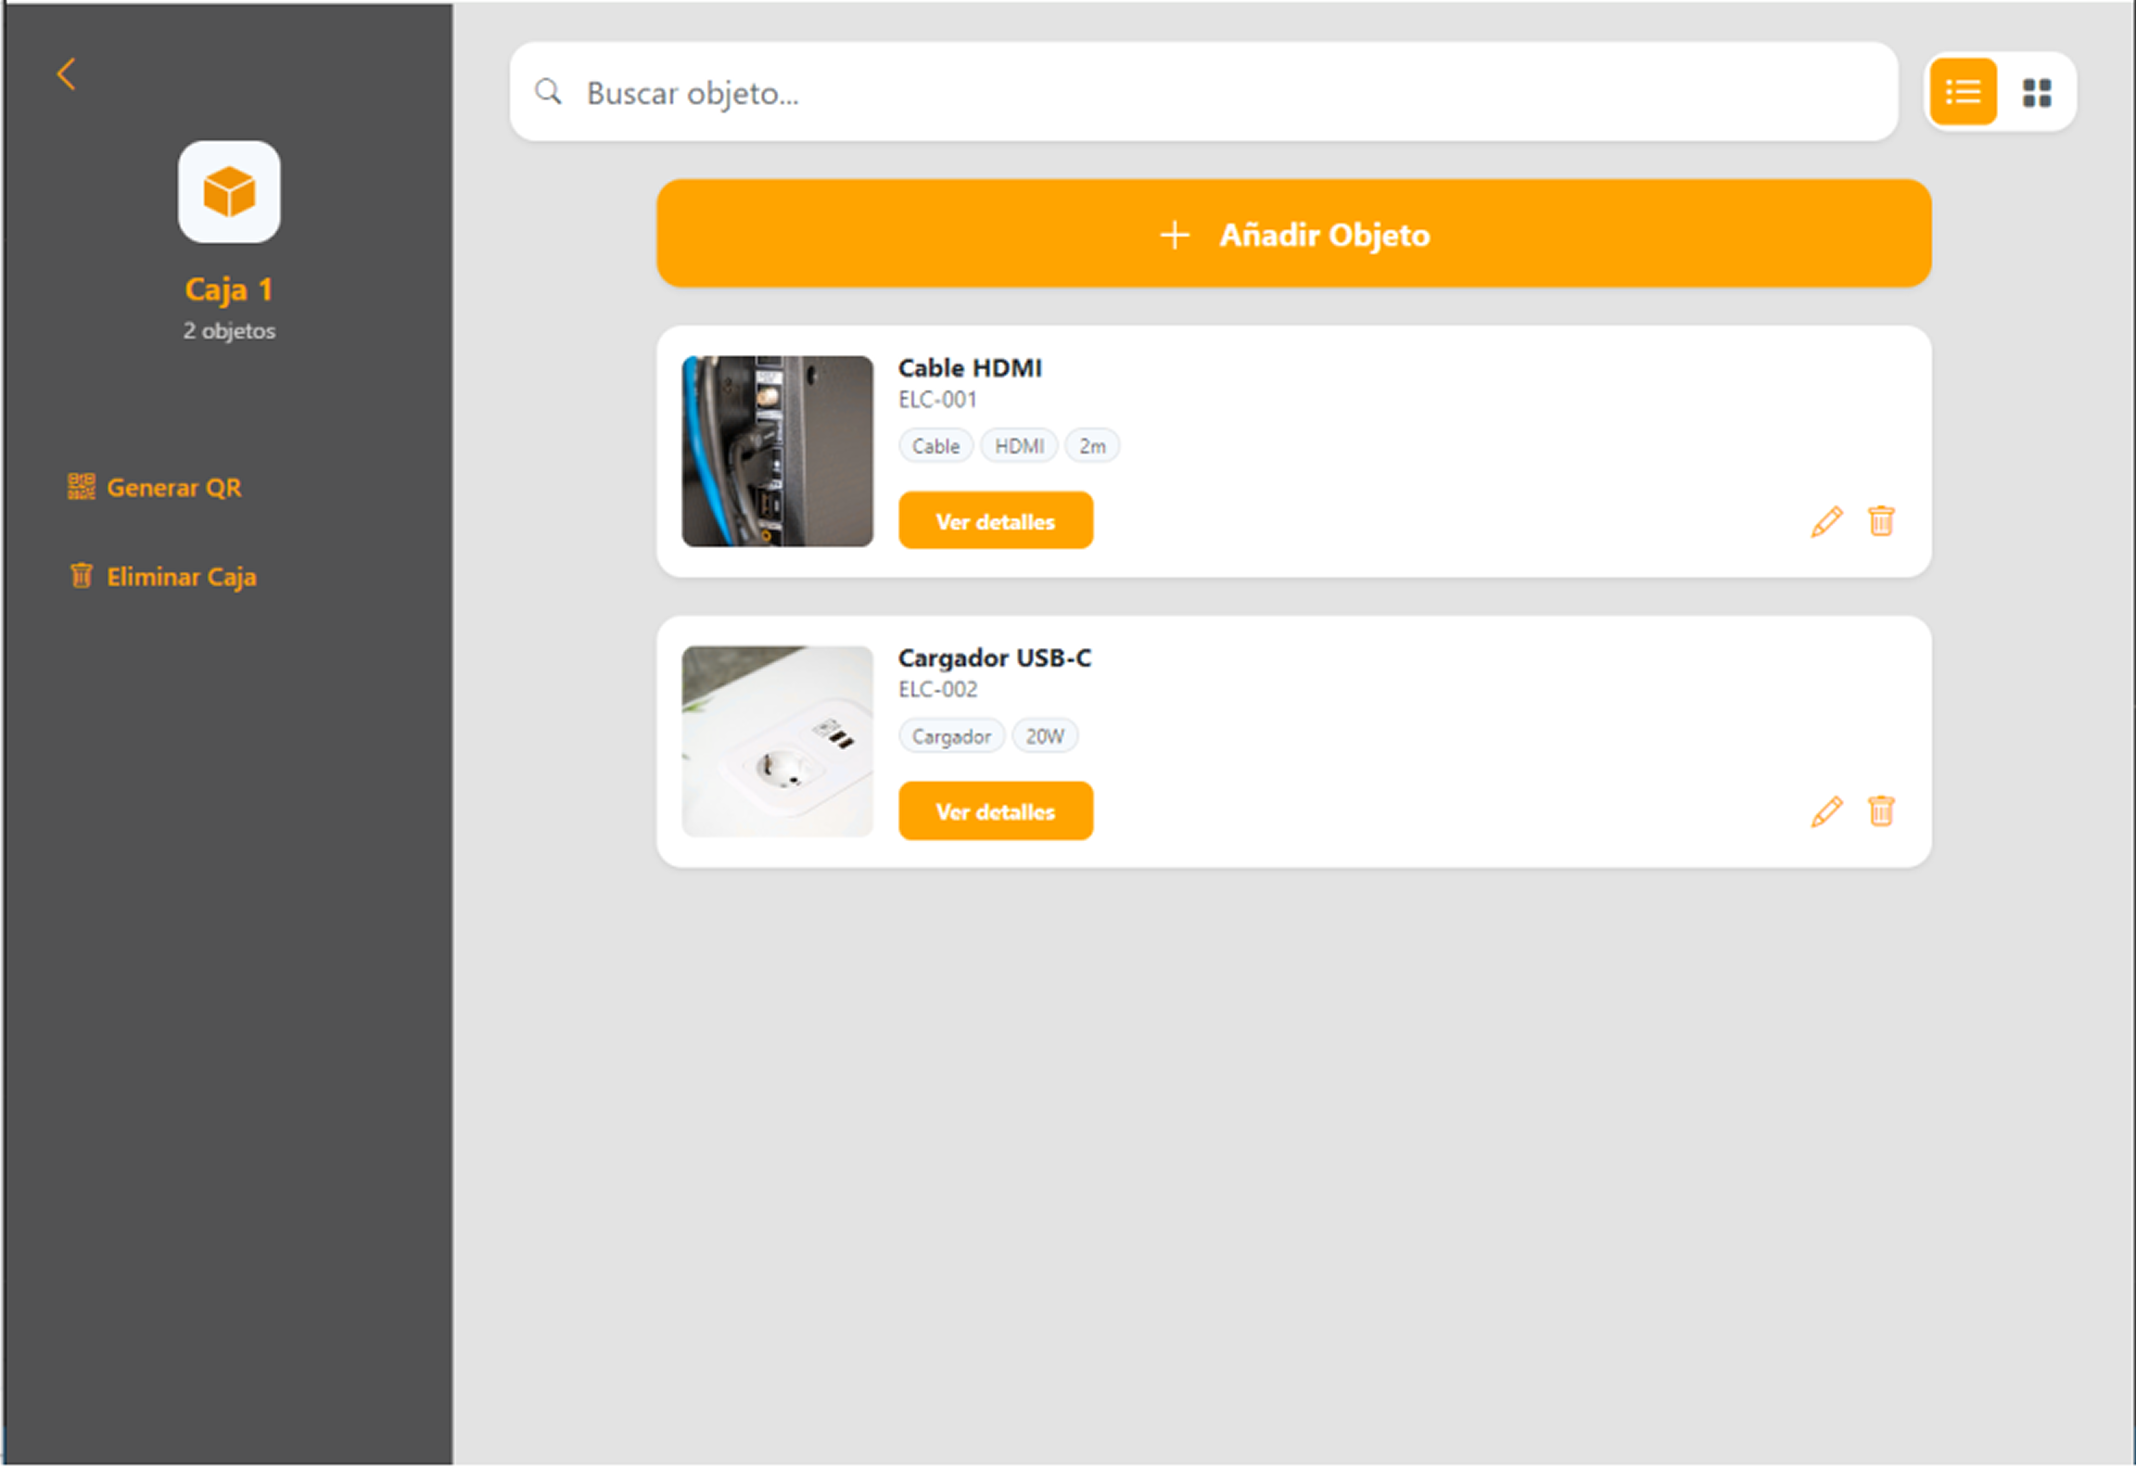 Caja 1
2 objetos
Generar QR
Eliminar Caja
Buscar objeto...
Añadir Objeto
Cable HDMI
ELC-001
Cable HDMI 2m
Ver detalles
Cargador USB-C
ELC-002
Cargador 20W
Ver detalles